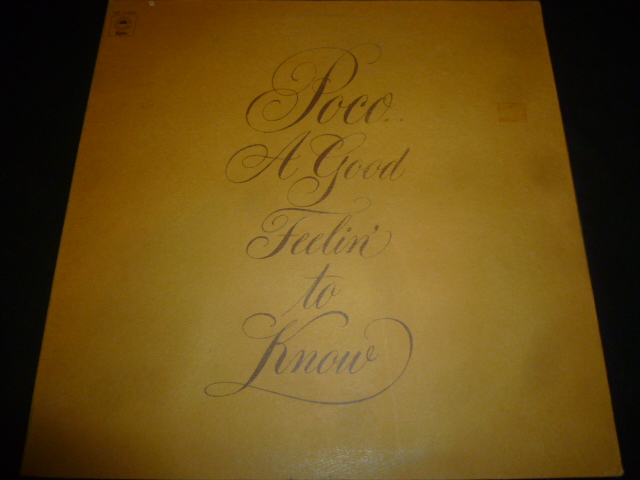 Poco..
A Good
Feelin'
to
Know